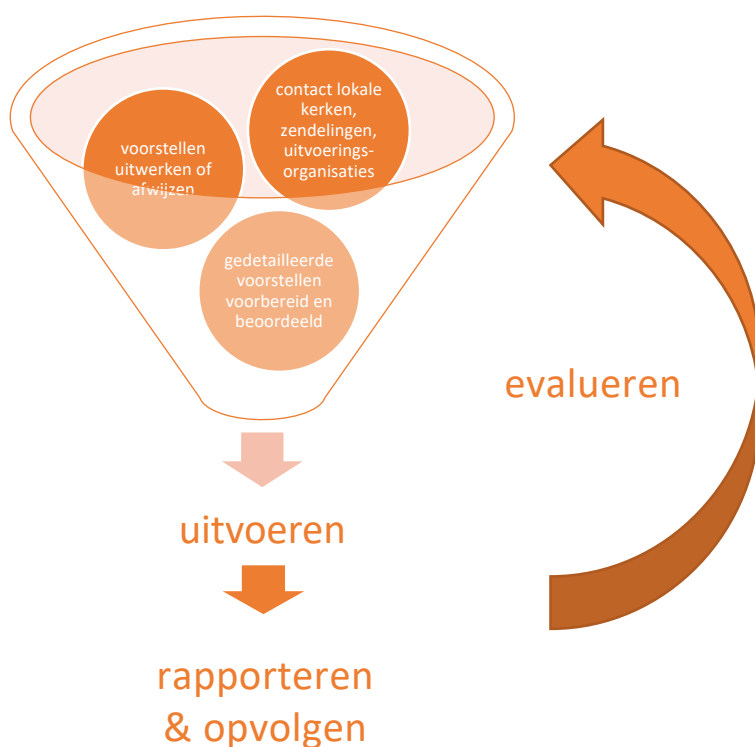 contact lokale
kerken,
zendelingen,
uitvoerings-
organisaties
voorstellen
uitwerken of
afwijzen
gedetailleerde
voorstellen
voorbereid en
beoordeeld
evalueren
uitvoeren
rapporteren
& opvolgen